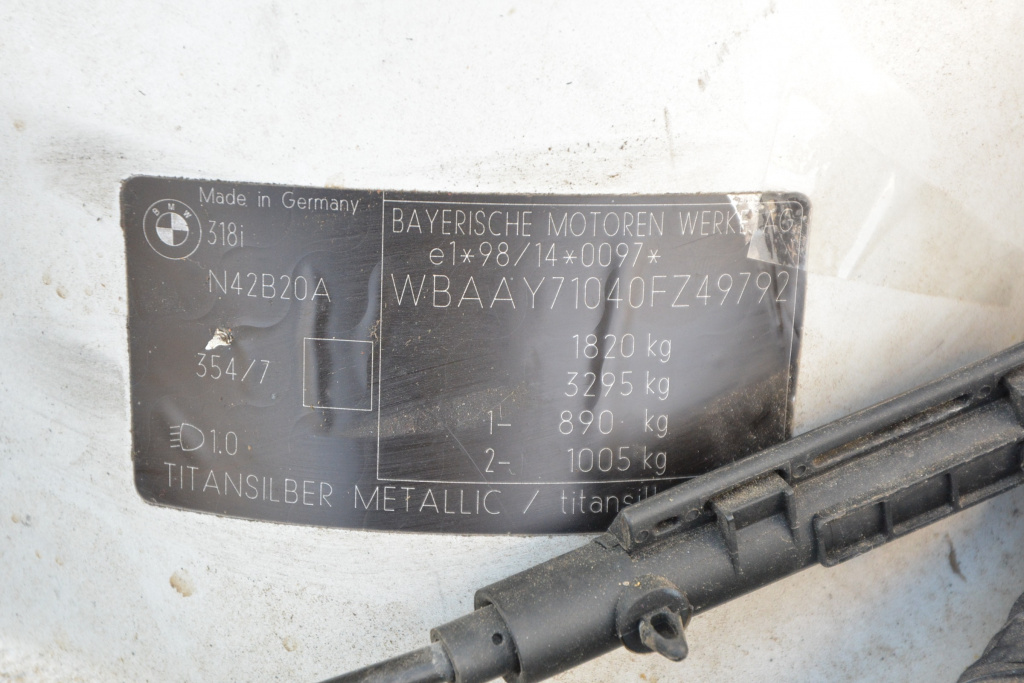 Made in Germany
BMW
318i
N42B20A
354/7
1.0
TITANSILBER METALLIC / titansil
BAYERISCHE MOTOREN WERKE AG
e1*98/14*0097*
WBAAY71040FZ49792
1820 kg
3295 kg
1- 890 kg
2- 1005 kg